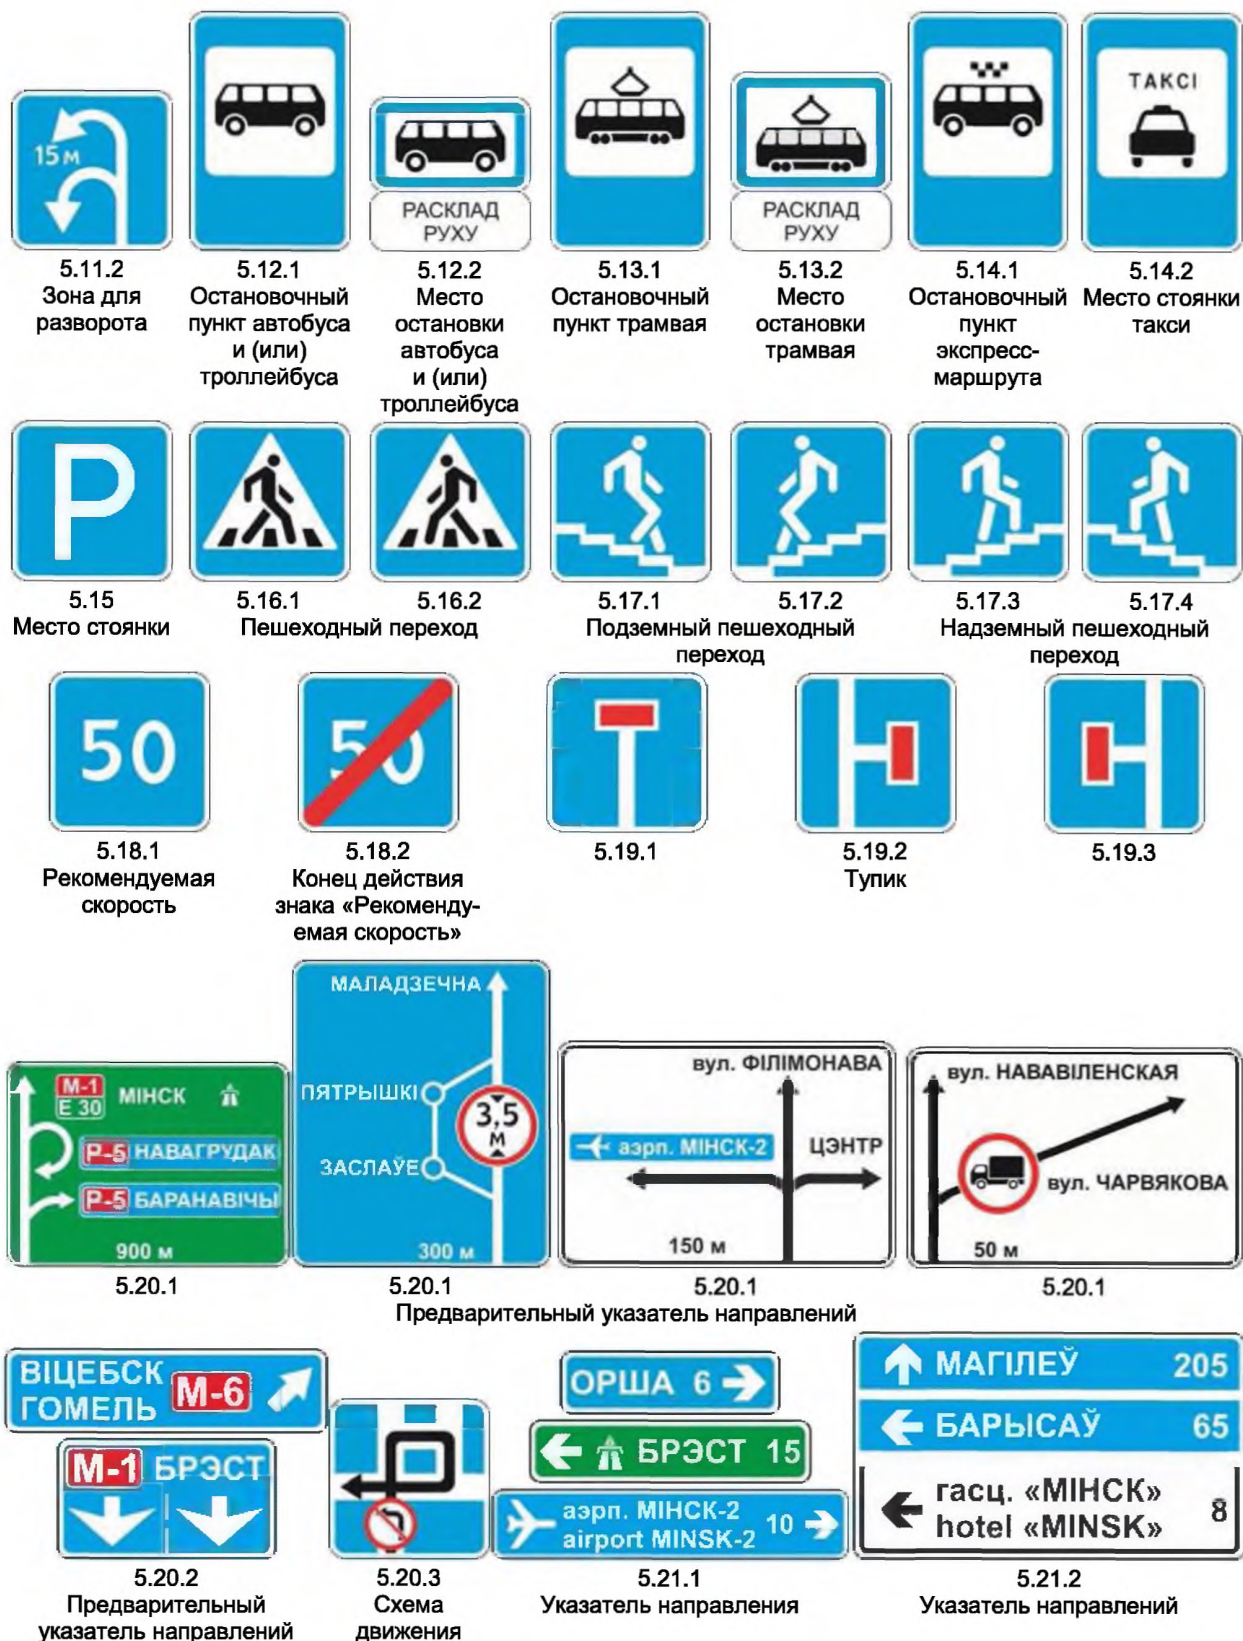 15 м
РАСКЛАД
РУХУ
РАСКЛАД
РУХУ
ТАКСІ
5.11.2
Зона для
разворота
5.12.1
Остановочный
пункт автобуса
и (или)
троллейбуса
5.12.2
Место
остановки
автобуса
и (или)
троллейбуса
5.13.1
Остановочный
пункт трамвая
5.13.2
Место
остановки
трамвая
5.14.1
Остановочный
пункт
экспресс-
маршрута
5.14.2
Место стоянки
такси
P
5.15
Место стоянки
5.16.1
5.16.2
Пешеходный переход
5.17.1
5.17.2
Подземный пешеходный
переход
5.17.3
5.17.4
Надземный пешеходный
переход
50
50
5.18.1
Рекомендуемая
скорость
5.18.2
Конец действия
знака «Рекоменду-
емая скорость»
5.19.1
5.19.2
Тупик
5.19.3
М-1
Е 30
МІНСК
Р-5 НАВАГРУДАК
Р-5 БАРАНАВІЧЫ
900 м
5.20.1
МАЛАДЗЕЧНА
ПЯТРЫШКІ
3,5
м
ЗАСЛАЎЕ
300 м
5.20.1
вул. ФІЛІМОНАВА
аэрп. МІНСК-2
ЦЭНТР
150 м
5.20.1
вул. НАВАВІЛЕНСКАЯ
вул. ЧАРВЯКОВА
50 м
5.20.1
Предварительный указатель направлений
ВІЦЕБСК
ГОМЕЛЬ
М-6
М-1 БРЭСТ
5.20.2
Предварительный
указатель направлений
5.20.3
Схема
движения
ОРША 6
БРЭСТ 15
аэрп. МІНСК-2
airport MINSK-2
10
5.21.1
Указатель направления
МАГІЛЕЎ 205
БАРЫСАЎ 65
гасц. «МІНСК»
hotel «MINSK»
8
5.21.2
Указатель направлений